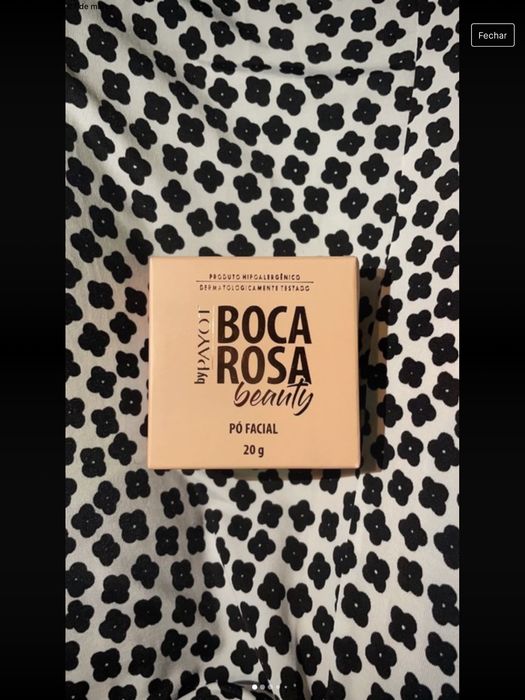 Fechar
PRODUTO HIPOALERGÊNICO
DERMATOLOGICAMENTE TESTADO
by PAYOT
BOCA
ROSA
beauty
PÓ FACIAL
20 g